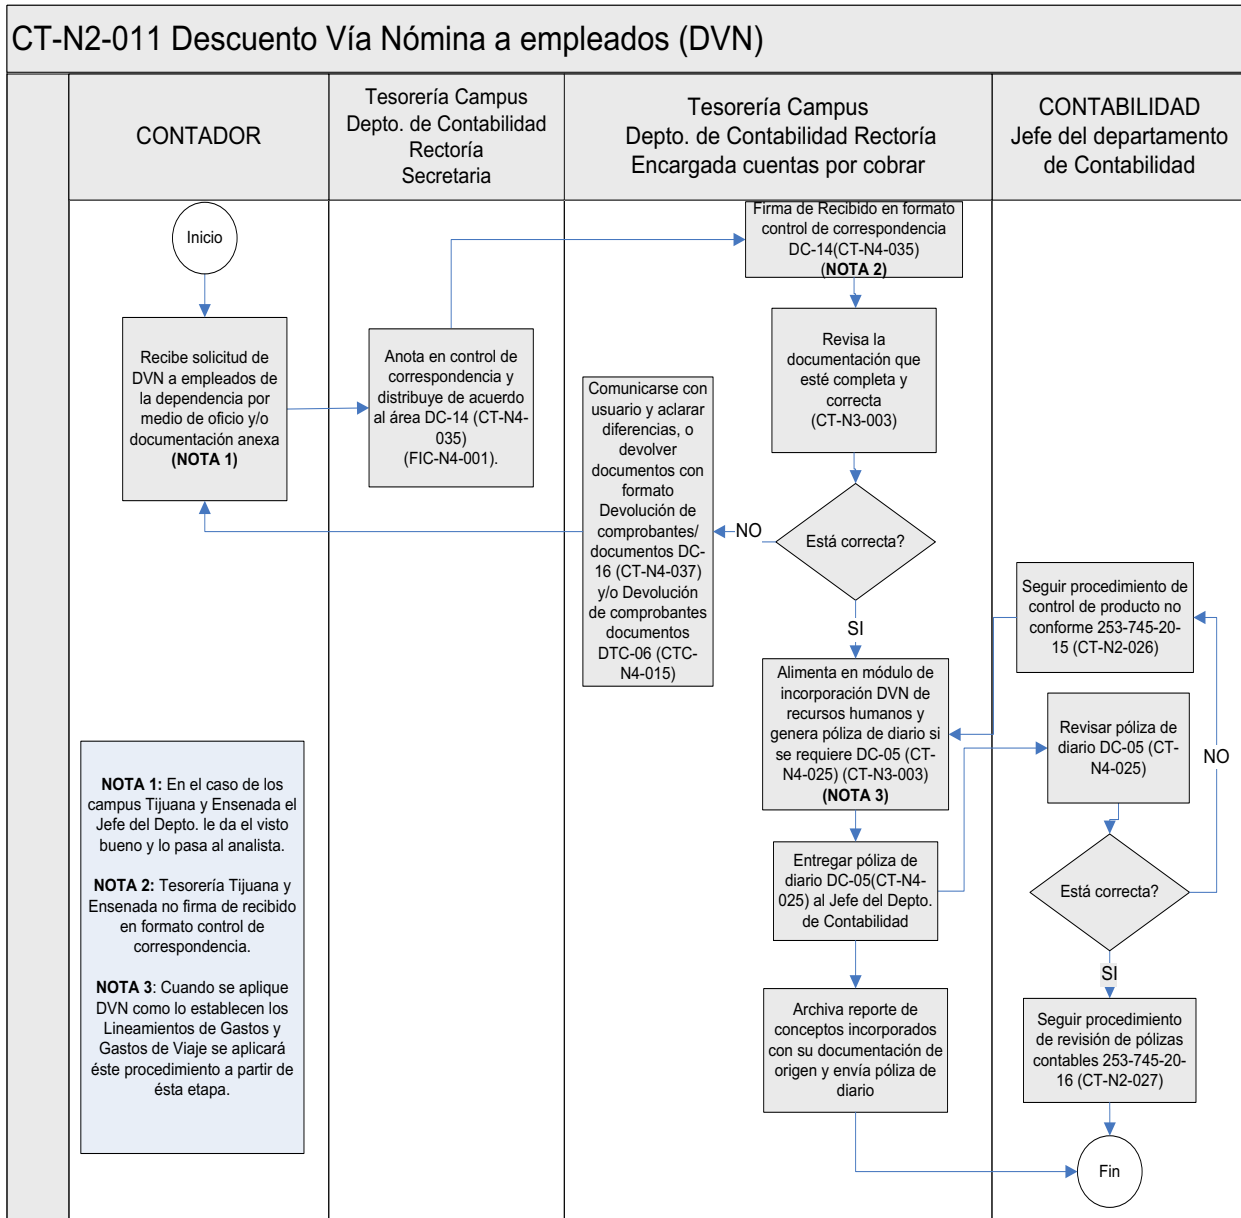 CT-N2-011 Descuento Vía Nómina a empleados (DVN)
CONTADOR
Tesorería Campus
Depto. de Contabilidad
Rectoría
Secretaria
Tesorería Campus
Depto. de Contabilidad Rectoría
Encargada cuentas por cobrar
CONTABILIDAD
Jefe del departamento
de Contabilidad
Inicio
Recibe solicitud de
DVN a empleados de
la dependencia por
medio de oficio y/o
documentación anexa
(NOTA 1)
Anota en control de
correspondencia y
distribuye de acuerdo
al área DC-14 (CT-N4-
035)
(FIC-N4-001).
Firma de Recibido en formato
control de correspondencia
DC-14(CT-N4-035)
(NOTA 2)
Revisa la
documentación que
esté completa y
correcta
(CT-N3-003)
Está correcta?
NO
SI
Comunicarse con
usuario y aclarar
diferencias, o
devolver
documentos con
formato
Devolución de
comprobantes/
documentos DC-
16 (CT-N4-037)
y/o Devolución
de comprobantes
documentos
DTC-06 (CTC-
N4-015)
Alimenta en módulo de
incorporación DVN de
recursos humanos y
genera póliza de diario si
se requiere DC-05 (CT-
N4-025) (CT-N3-003)
(NOTA 3)
Entregar póliza de
diario DC-05(CT-N4-
025) al Jefe del Depto.
de Contabilidad
Archiva reporte de
conceptos incorporados
con su documentación de
origen y envía póliza de
diario
Seguir procedimiento de
control de producto no
conforme 253-745-20-
15 (CT-N2-026)
Revisar póliza de
diario DC-05 (CT-
N4-025)
NO
Está correcta?
SI
Seguir procedimiento
de revisión de pólizas
contables 253-745-20-
16 (CT-N2-027)
Fin
NOTA 1: En el caso de los
campus Tijuana y Ensenada el
Jefe del Depto. le da el visto
bueno y lo pasa al analista.
NOTA 2: Tesorería Tijuana y
Ensenada no firma de recibido
en formato control de
correspondencia.
NOTA 3: Cuando se aplique
DVN como lo establecen los
Lineamientos de Gastos y
Gastos de Viaje se aplicará
éste procedimiento a partir de
ésta etapa.